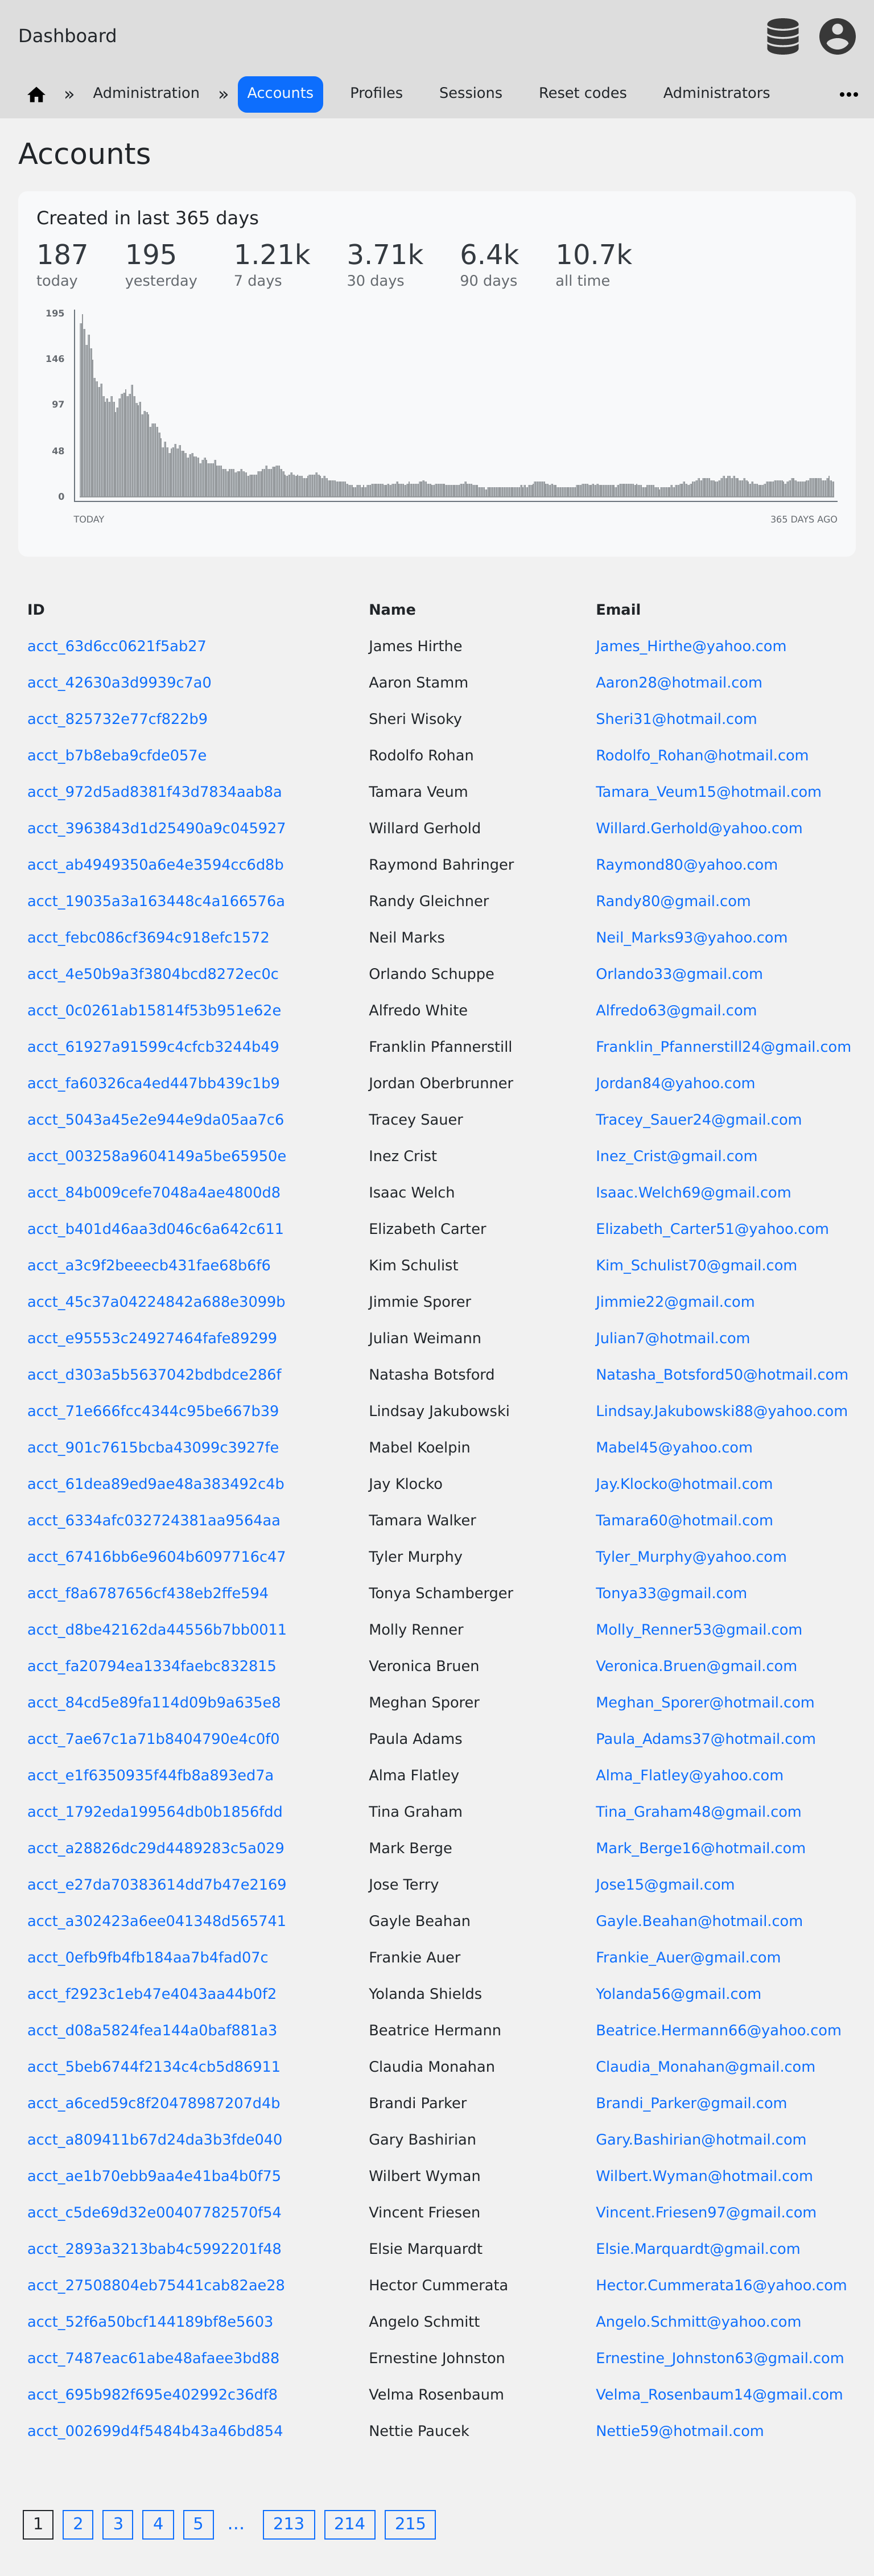 Dashboard
» Administration » Accounts Profiles Sessions Reset codes Administrators •••
Accounts
Created in last 365 days
187 195 1.21k 3.71k 6.4k 10.7k
today yesterday 7 days 30 days 90 days all time
195
146
97
48
0
TODAY 365 DAYS AGO
ID Name Email
acct_63d6cc0621f5ab27 James Hirthe James_Hirthe@yahoo.com
acct_42630a3d9939c7a0 Aaron Stamm Aaron28@hotmail.com
acct_825732e77cf822b9 Sheri Wisoky Sheri31@hotmail.com
acct_b7b8eba9cfde057e Rodolfo Rohan Rodolfo_Rohan@hotmail.com
acct_972d5ad8381f43d7834aab8a Tamara Veum Tamara_Veum15@hotmail.com
acct_3963843d1d25490a9c045927 Willard Gerhold Willard.Gerhold@yahoo.com
acct_ab4949350a6e4e3594cc6d8b Raymond Bahringer Raymond80@yahoo.com
acct_19035a3a163448c4a166576a Randy Gleichner Randy80@gmail.com
acct_febc086cf3694c918efc1572 Neil Marks Neil_Marks93@yahoo.com
acct_4e50b9a3f3804bcd8272ec0c Orlando Schuppe Orlando33@gmail.com
acct_0c0261ab15814f53b951e62e Alfredo White Alfredo63@gmail.com
acct_61927a91599c4cfcb3244b49 Franklin Pfannerstill Franklin_Pfannerstill24@gmail.com
acct_fa60326ca4ed447bb439c1b9 Jordan Oberbrunner Jordan84@yahoo.com
acct_5043a45e2e944e9da05aa7c6 Tracey Sauer Tracey_Sauer24@gmail.com
acct_003258a9604149a5be65950e Inez Crist Inez_Crist@gmail.com
acct_84b009cefe7048a4ae4800d8 Isaac Welch Isaac.Welch69@gmail.com
acct_b401d46aa3d046c6a642c611 Elizabeth Carter Elizabeth_Carter51@yahoo.com
acct_a3c9f2beeecb431fae68b6f6 Kim Schulist Kim_Schulist70@gmail.com
acct_45c37a04224842a688e3099b Jimmie Sporer Jimmie22@gmail.com
acct_e95553c24927464fafe89299 Julian Weimann Julian7@hotmail.com
acct_d303a5b5637042bdbdce286f Natasha Botsford Natasha_Botsford50@hotmail.com
acct_71e666fcc4344c95be667b39 Lindsay Jakubowski Lindsay.Jakubowski88@yahoo.com
acct_901c7615bcba43099c3927fe Mabel Koelpin Mabel45@yahoo.com
acct_61dea89ed9ae48a383492c4b Jay Klocko Jay.Klocko@hotmail.com
acct_6334afc032724381aa9564aa Tamara Walker Tamara60@hotmail.com
acct_67416bb6e9604b6097716c47 Tyler Murphy Tyler_Murphy@yahoo.com
acct_f8a6787656cf438eb2ffe594 Tonya Schamberger Tonya33@gmail.com
acct_d8be42162da44556b7bb0011 Molly Renner Molly_Renner53@gmail.com
acct_fa20794ea1334faebc832815 Veronica Bruen Veronica.Bruen@gmail.com
acct_84cd5e89fa114d09b9a635e8 Meghan Sporer Meghan_Sporer@hotmail.com
acct_7ae67c1a71b8404790e4c0f0 Paula Adams Paula_Adams37@hotmail.com
acct_e1f6350935f44fb8a893ed7a Alma Flatley Alma_Flatley@yahoo.com
acct_1792eda199564db0b1856fdd Tina Graham Tina_Graham48@gmail.com
acct_a28826dc29d4489283c5a029 Mark Berge Mark_Berge16@hotmail.com
acct_e27da70383614dd7b47e2169 Jose Terry Jose15@gmail.com
acct_a302423a6ee041348d565741 Gayle Beahan Gayle.Beahan@hotmail.com
acct_0efb9fb4fb184aa7b4fad07c Frankie Auer Frankie_Auer@gmail.com
acct_f2923c1eb47e4043aa44b0f2 Yolanda Shields Yolanda56@gmail.com
acct_d08a5824fea144a0baf881a3 Beatrice Hermann Beatrice.Hermann66@yahoo.com
acct_5beb6744f2134c4cb5d86911 Claudia Monahan Claudia_Monahan@gmail.com
acct_a6ced59c8f20478987207d4b Brandi Parker Brandi_Parker@gmail.com
acct_a809411b67d24da3b3fde040 Gary Bashirian Gary.Bashirian@hotmail.com
acct_ae1b70ebb9aa4e41ba4b0f75 Wilbert Wyman Wilbert.Wyman@hotmail.com
acct_c5de69d32e00407782570f54 Vincent Friesen Vincent.Friesen97@gmail.com
acct_2893a3213bab4c5992201f48 Elsie Marquardt Elsie.Marquardt@gmail.com
acct_27508804eb75441cab82ae28 Hector Cummerata Hector.Cummerata16@yahoo.com
acct_52f6a50bcf144189bf8e5603 Angelo Schmitt Angelo.Schmitt@yahoo.com
acct_7487eac61abe48afaee3bd88 Ernestine Johnston Ernestine_Johnston63@gmail.com
acct_695b982f695e402992c36df8 Velma Rosenbaum Velma_Rosenbaum14@gmail.com
acct_002699d4f5484b43a46bd854 Nettie Paucek Nettie59@hotmail.com
1 2 3 4 5 … 213 214 215